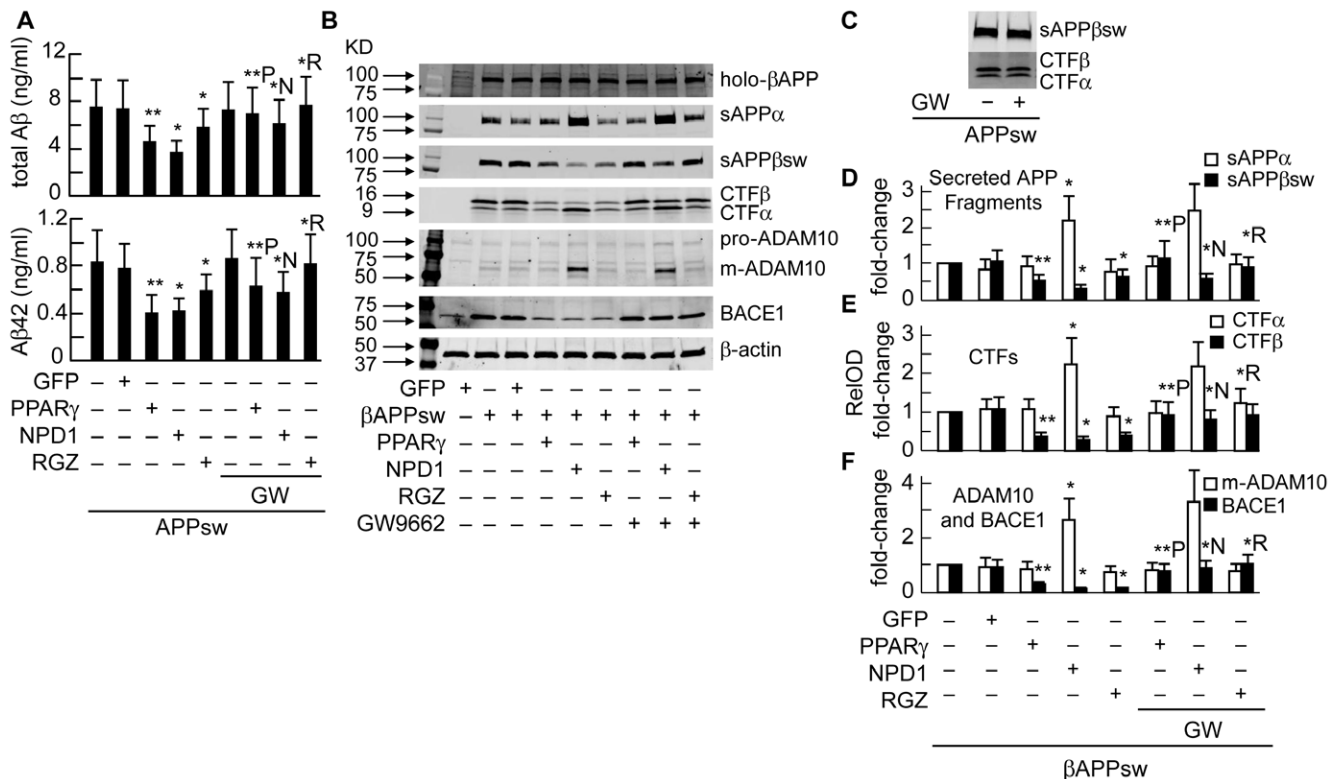 A
total Aβ (ng/ml)
12
8
4
0
** * * **P *N *R
Aβ42 (ng/ml)
1.2
0.8
0.4
0
** * * **P *N *R
GFP – + – – – – – – –
PPARγ – – + – – – + – –
NPD1 – – – + – – – + –
RGZ – – – – + – – – +
GW
APPsw
B
KD
100
75
holo-βAPP
100
75
sAPPα
100
75
sAPPβsw
16
9
CTFβ
CTFα
100
75
50
pro-ADAM10
m-ADAM10
75
50
BACE1
50
37
β-actin
GFP + – + – – – – – –
βAPPsw – + + + + + + + +
PPARγ – – – + – – + – –
NPD1 – – – – + – – + –
RGZ – – – – – + – – +
GW9662 – – – – – – + + +
C
sAPPβsw
CTFβ
CTFα
GW – +
APPsw
D
fold-change
3
2
1
0
Secreted APP
Fragments
sAPPα
sAPPβsw
** * * * **P *N *R
E
RelOD
fold-change
3
2
1
0
CTFs
CTFα
CTFβ
** * * * **P *N *R
F
fold-change
4
2
1
0
ADAM10
and BACE1
m-ADAM10
BACE1
** * * * **P *N *R
GFP – + – – – – – –
PPARγ – – + – – + – –
NPD1 – – – + – – + –
RGZ – – – – + – – +
GW
βAPPsw